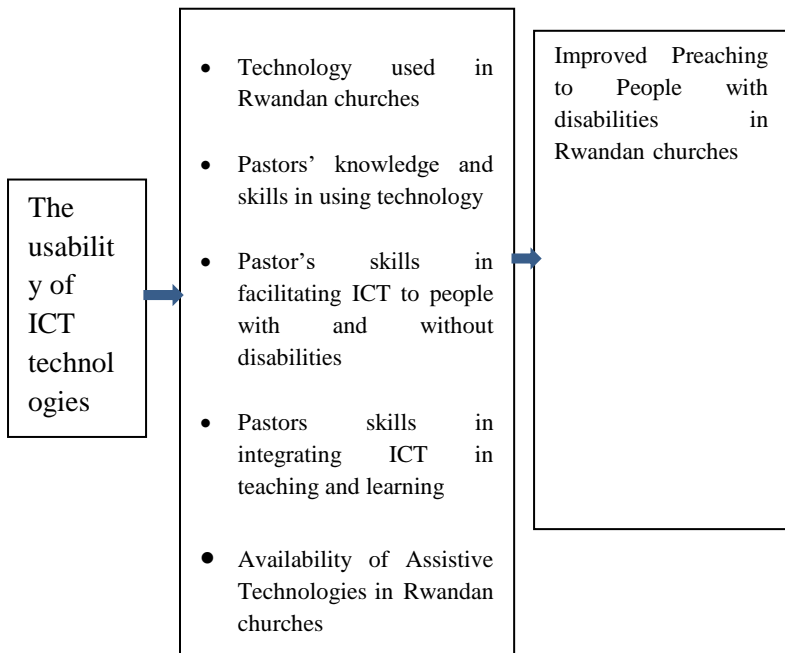 The
usabilit
y of
ICT
technol
ogies
• Technology used in
Rwandan churches
• Pastors’ knowledge and
skills in using technology
• Pastor’s skills in
facilitating ICT to people
with and without
disabilities
• Pastors skills in
integrating ICT in
teaching and learning
• Availability of Assistive
Technologies in Rwandan
churches
Improved Preaching
to People with
disabilities in
Rwandan churches